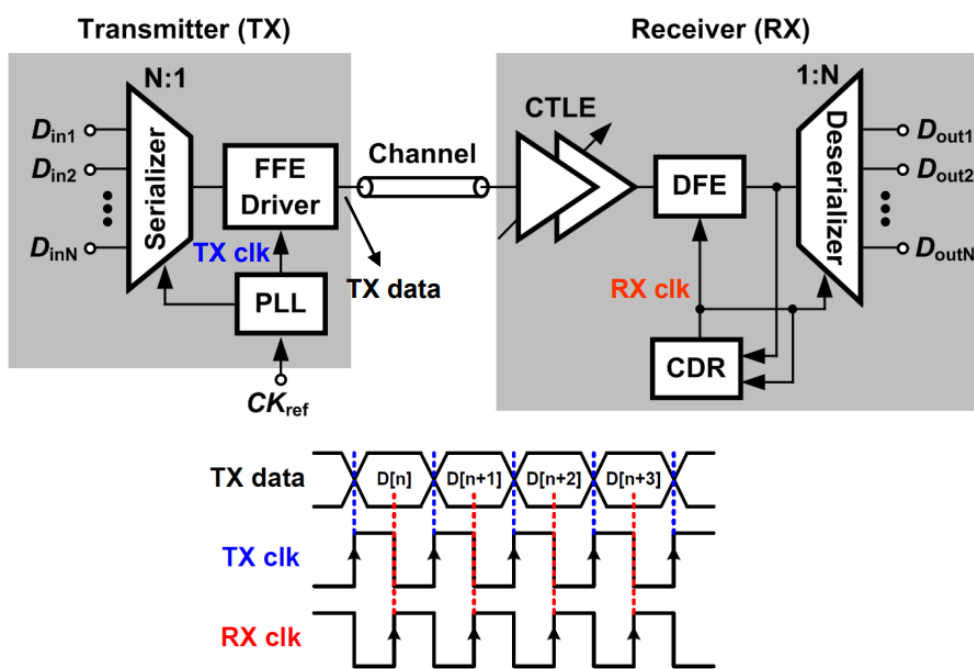 Transmitter (TX)
Receiver (RX)
N:1
1:N
CTLE
Din1
Din2
DinN
Serializer
FFE
Driver
Channel
DFE
Deserializer
Dout1
Dout2
DoutN
TX clk
TX data
RX clk
PLL
CDR
CKref
TX data
D[n]
D[n+1]
D[n+2]
D[n+3]
TX clk
RX clk